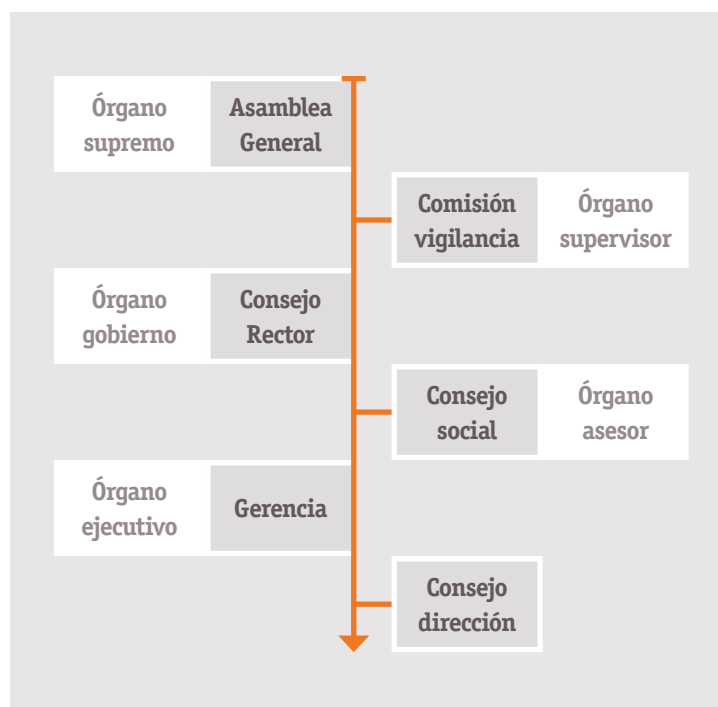 Órgano
supremo
Asamblea
General
Comisión
vigilancia
Órgano
supervisor
Órgano
gobierno
Consejo
Rector
Consejo
social
Órgano
asesor
Órgano
ejecutivo
Gerencia
Consejo
dirección